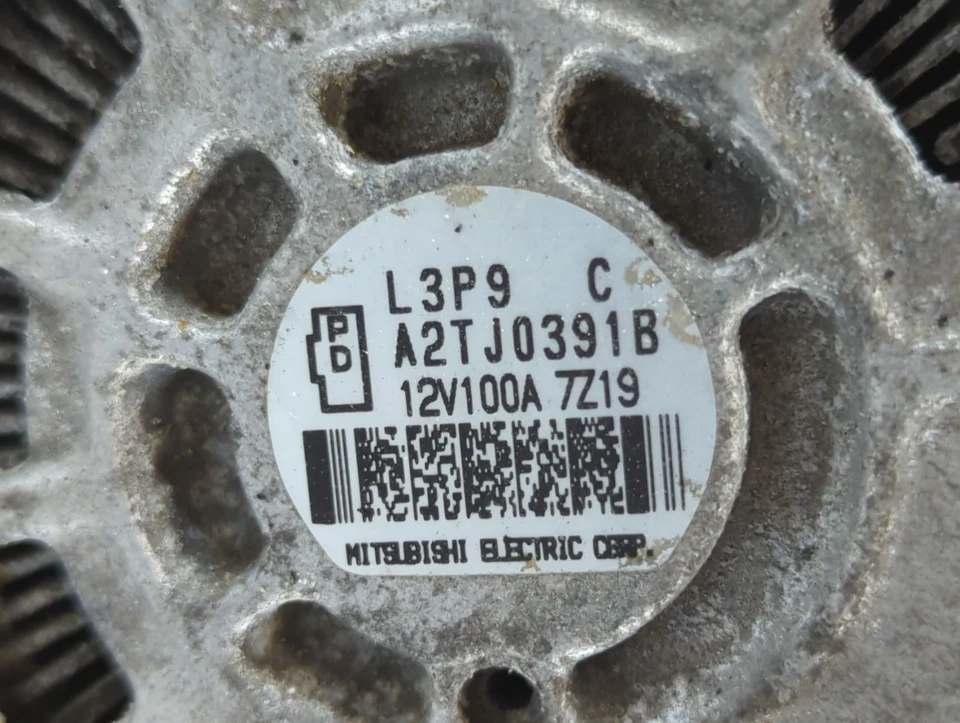 L3P9 C
PD
A2TJ0391B
12V100A 7Z19
MITSUBISHI ELECTRIC CORP.